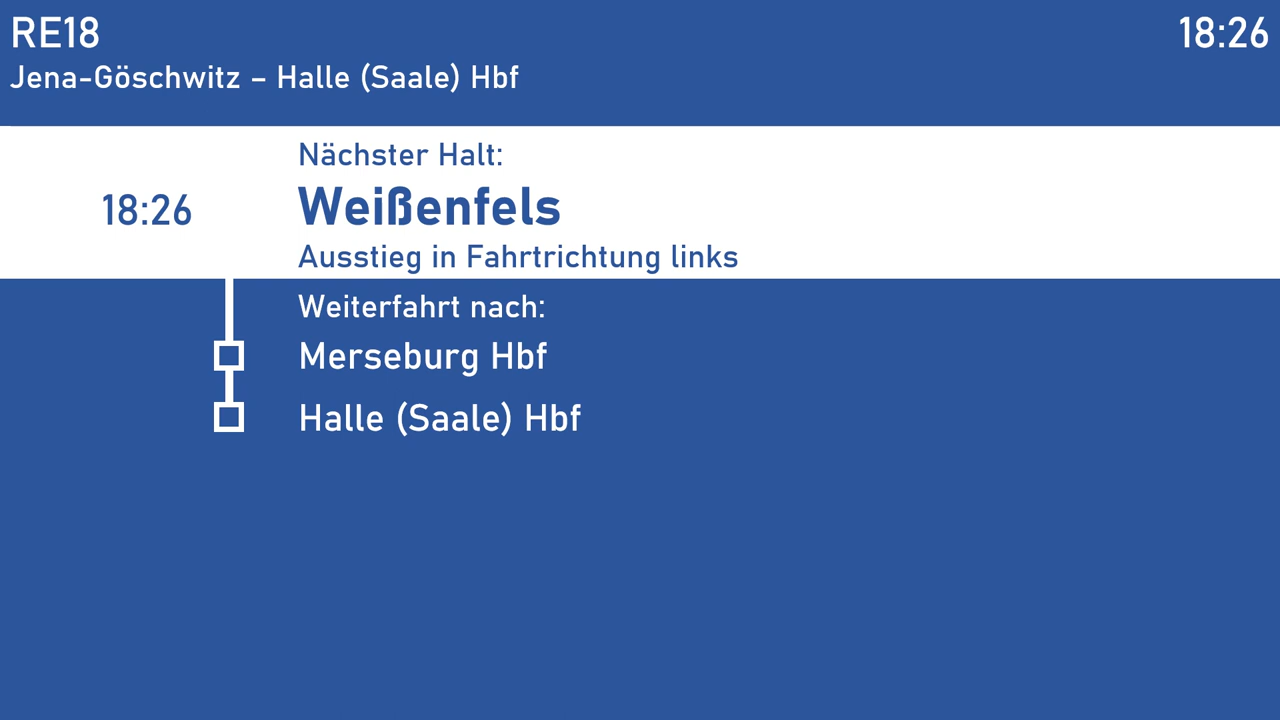 RE18
18:26
Jena-Göschwitz – Halle (Saale) Hbf
Nächster Halt:
18:26
Weißenfels
Ausstieg in Fahrtrichtung links
Weiterfahrt nach:
Merseburg Hbf
Halle (Saale) Hbf